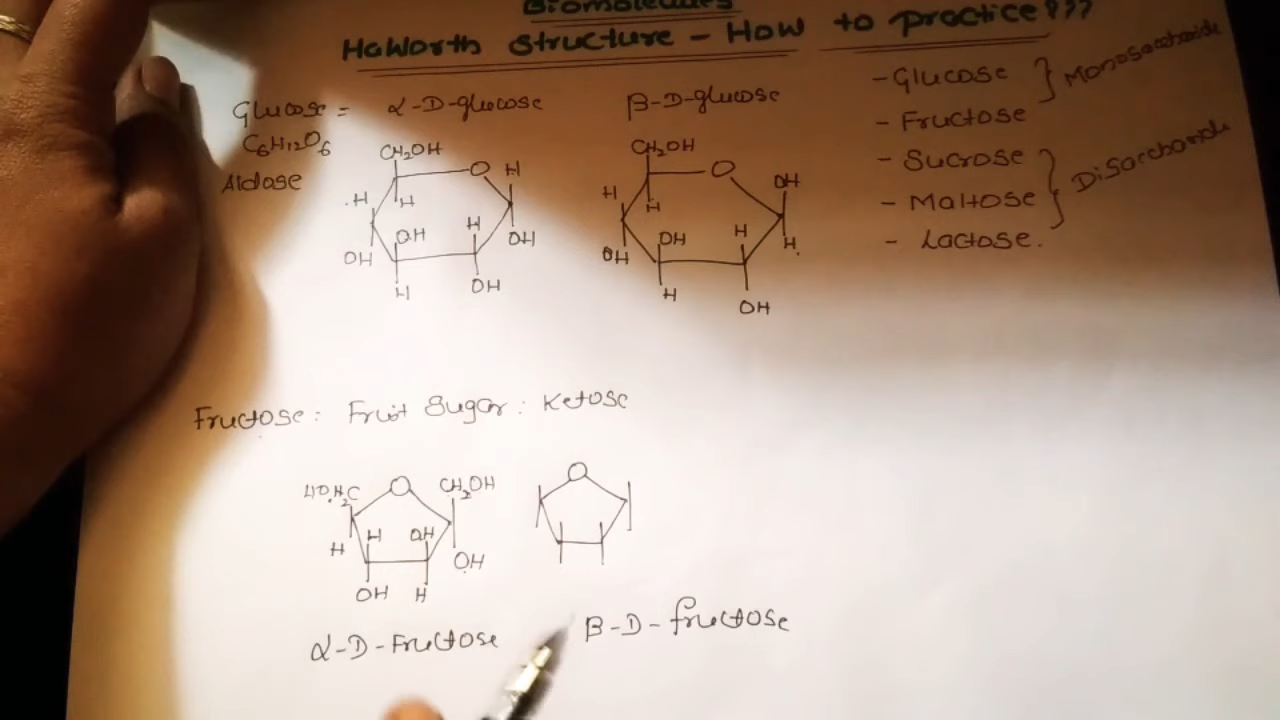 Biomolecules
Haworth Structure - How to practice???
Glucose = α-D-glucose
C6H12O6
Aldose
CH2OH
O
H
H
H
OH
H
OH
OH
H
OH
β-D-glucose
CH2OH
O
OH
H
H
OH
H
OH
H
H
OH
- Glucose
- Fructose
} Monosaccharide
- Sucrose
- Maltose
- Lactose.
} Disaccharide
Fructose: Fruit Sugar: Ketose
HOH2C
O
CH2OH
H
H
OH
OH
OH
H
α-D-Fructose
O
β-D-fructose